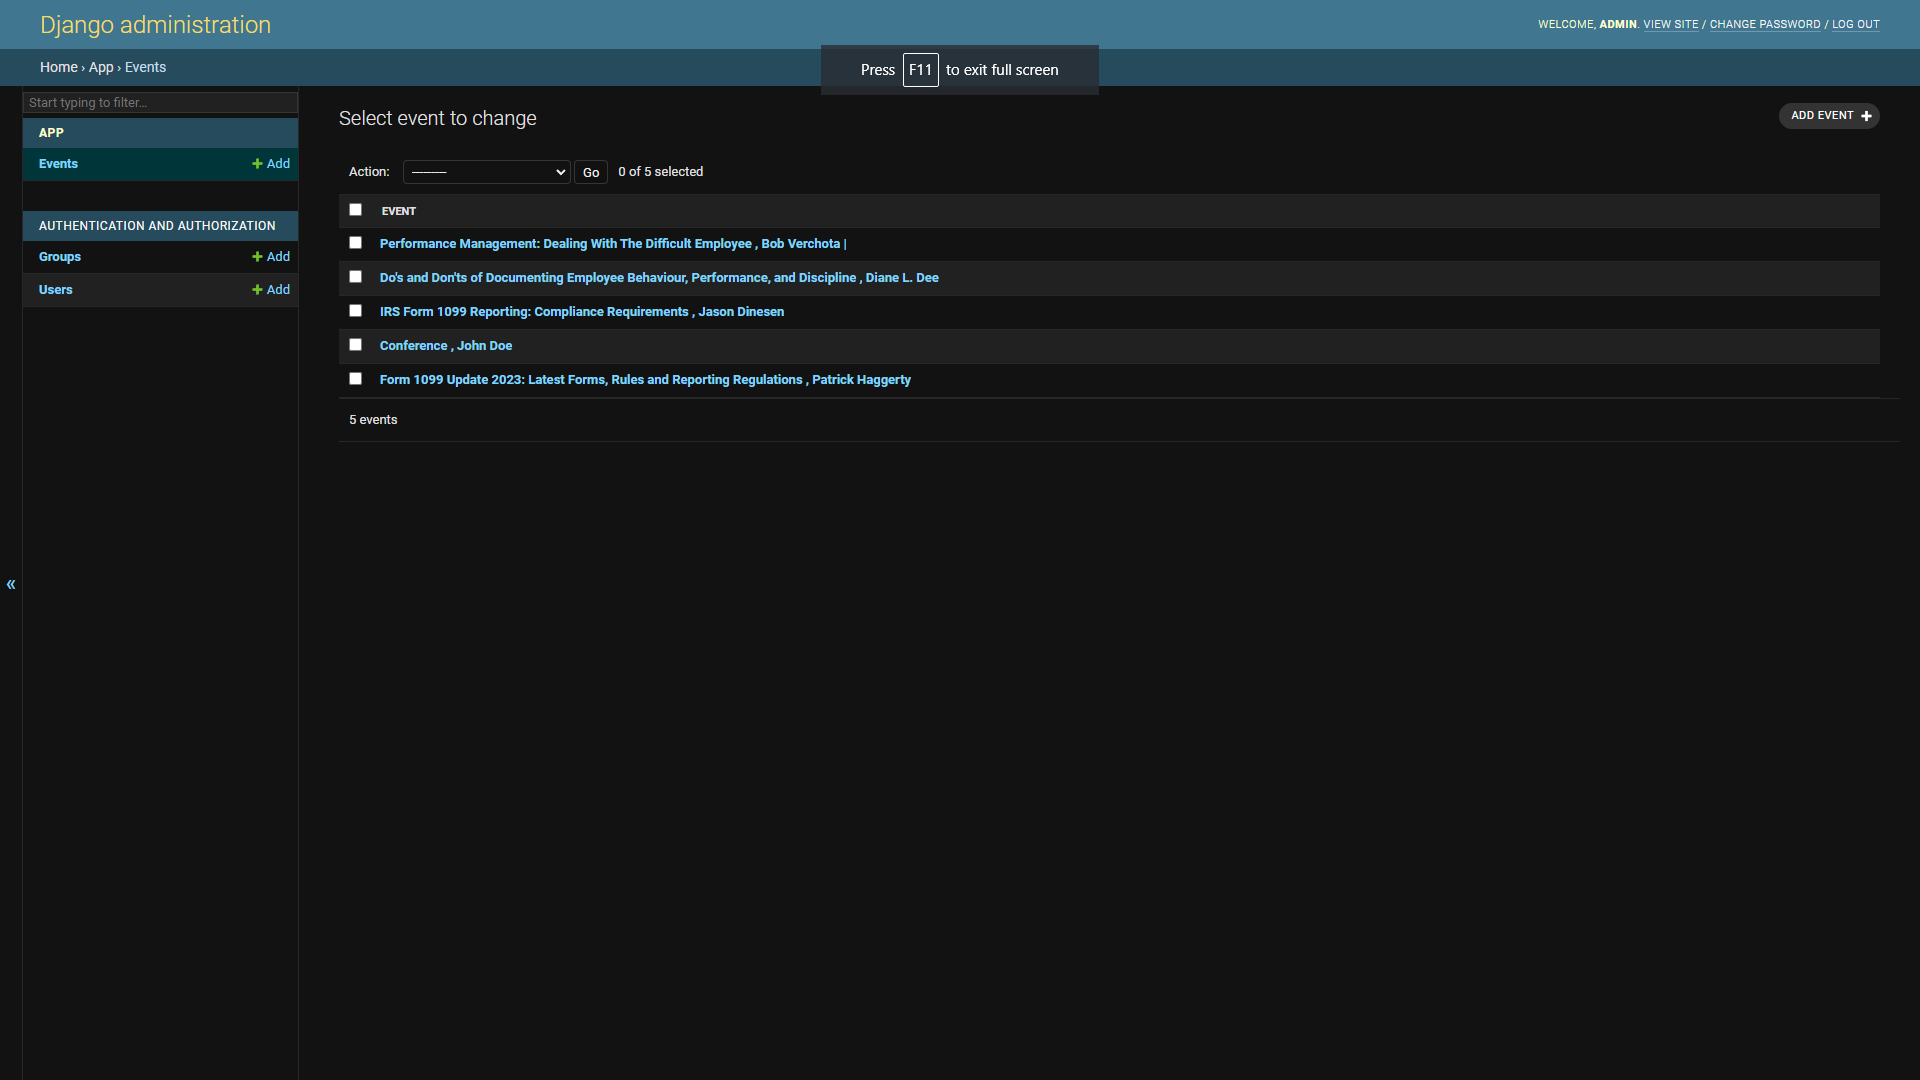 Django administration
WELCOME, ADMIN. VIEW SITE / CHANGE PASSWORD / LOG OUT
Home › App › Events
Press F11 to exit full screen
Start typing to filter...
APP
Events
Add
AUTHENTICATION AND AUTHORIZATION
Groups
Add
Users
Add
«
Select event to change
ADD EVENT
Action: --------- Go 0 of 5 selected
EVENT
Performance Management: Dealing With The Difficult Employee , Bob Verchota |
Do's and Don'ts of Documenting Employee Behaviour, Performance, and Discipline , Diane L. Dee
IRS Form 1099 Reporting: Compliance Requirements , Jason Dinesen
Conference , John Doe
Form 1099 Update 2023: Latest Forms, Rules and Reporting Regulations , Patrick Haggerty
5 events